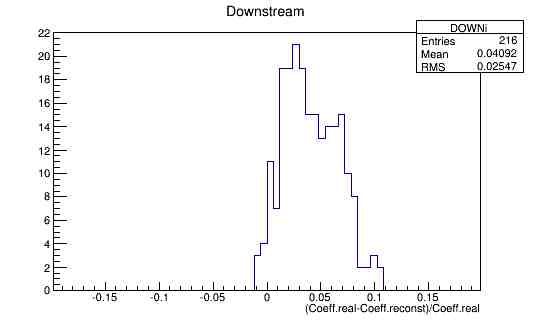 Downstream
DOWNi
Entries 216
Mean 0.04092
RMS 0.02547
22
20
18
16
14
12
10
8
6
4
2
0
-0.15 -0.1 -0.05 0 0.05 0.1 0.15
(Coeff.real-Coeff.reconst)/Coeff.real